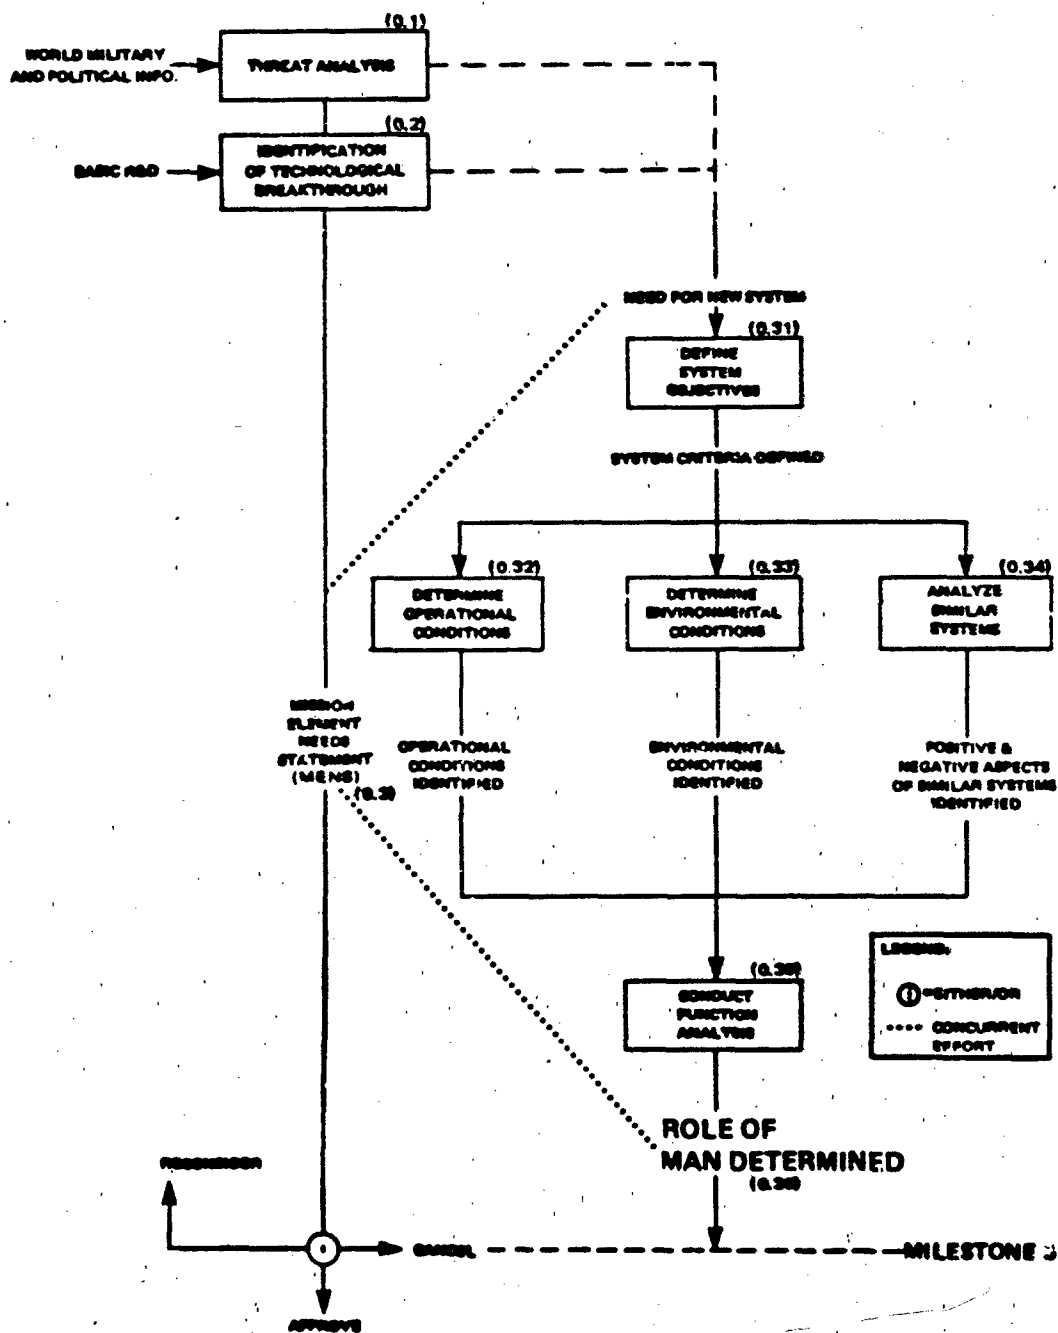 (0.1)
WORLD MILITARY
AND POLITICAL INFO.
THREAT ANALYSIS
(0.2)
BASIC R&D
IDENTIFICATION
OF TECHNOLOGICAL
BREAKTHROUGH
NEED FOR NEW SYSTEM
(0.31)
DEFINE
SYSTEM
OBJECTIVES
SYSTEM CRITERIA DEFINED
(0.32)
DETERMINE
OPERATIONAL
CONDITIONS
(0.33)
DETERMINE
ENVIRONMENTAL
CONDITIONS
(0.34)
ANALYZE
SIMILAR
SYSTEMS
MISSION
ELEMENT
NEEDS
STATEMENT
(MENS)
(0.3)
OPERATIONAL
CONDITIONS
IDENTIFIED
ENVIRONMENTAL
CONDITIONS
IDENTIFIED
POSITIVE &
NEGATIVE ASPECTS
OF SIMILAR SYSTEMS
IDENTIFIED
CONDUCT
FUNCTION
ANALYSIS
LEGEND:
= EITHER/OR
..... CONCURRENT
EFFORT
ROLE OF
MAN DETERMINED
RECONSIDER
CANCEL
MILESTONE
APPROVE